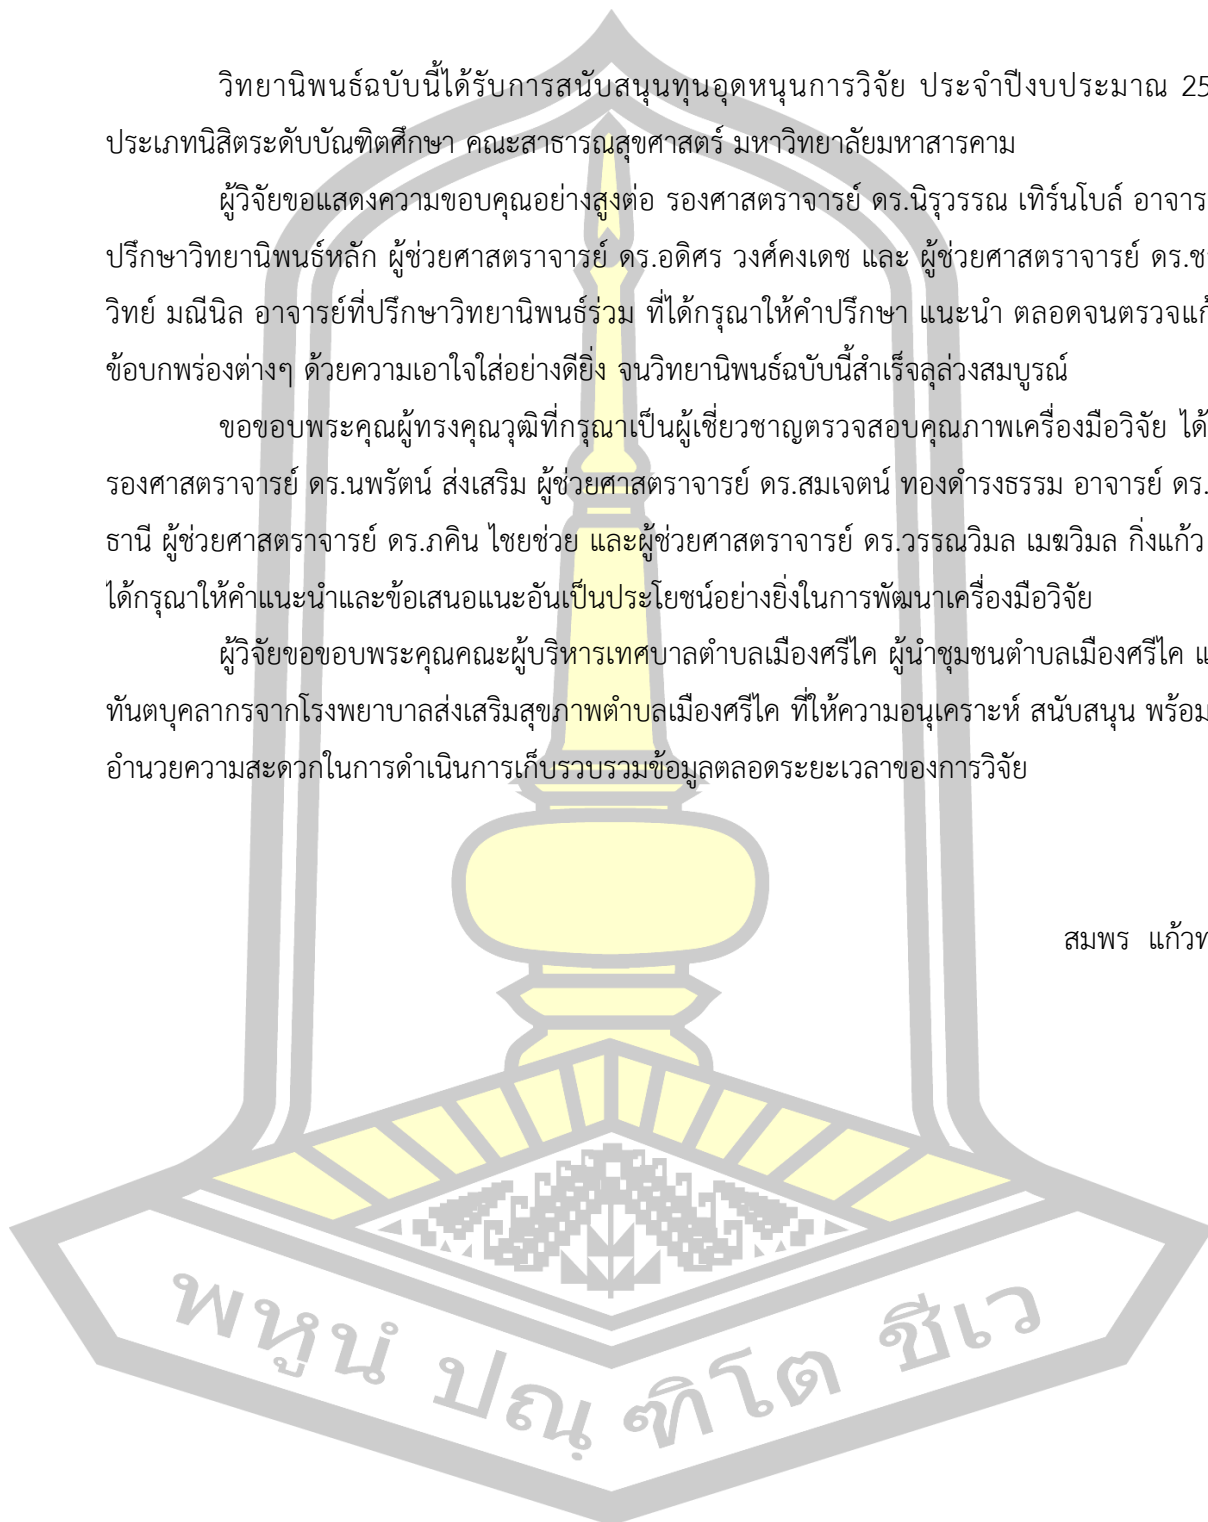 วิทยานิพนธ์ฉบับนี้ได้รับการสนับสนุนทุนอุดหนุนการวิจัย ประจำปีงบประมาณ 25
ประเภทนิสิตระดับบัณฑิตศึกษา คณะสาธารณสุขศาสตร์ มหาวิทยาลัยมหาสารคาม
ผู้วิจัยขอแสดงความขอบคุณอย่างสูงต่อ รองศาสตราจารย์ ดร.นิรุวรรณ เทิร์นโบล์ อาจาร
ปรึกษาวิทยานิพนธ์หลัก ผู้ช่วยศาสตราจารย์ ดร.อดิศร วงศ์คงเดช และ ผู้ช่วยศาสตราจารย์ ดร.ช
วิทย์ มณีนิล อาจารย์ที่ปรึกษาวิทยานิพนธ์ร่วม ที่ได้กรุณาให้คำปรึกษา แนะนำ ตลอดจนตรวจแก้
ข้อบกพร่องต่างๆ ด้วยความเอาใจใส่อย่างดียิ่ง จนวิทยานิพนธ์ฉบับนี้สำเร็จลุล่วงสมบูรณ์
ขอขอบพระคุณผู้ทรงคุณวุฒิที่กรุณาเป็นผู้เชี่ยวชาญตรวจสอบคุณภาพเครื่องมือวิจัย ได้
รองศาสตราจารย์ ดร.นพรัตน์ ส่งเสริม ผู้ช่วยศาสตราจารย์ ดร.สมเจตน์ ทองดำรงธรรม อาจารย์ ดร.
ธานี ผู้ช่วยศาสตราจารย์ ดร.ภคิน ไชยช่วย และผู้ช่วยศาสตราจารย์ ดร.วรรณวิมล เมฆวิมล กิ่งแก้ว
ได้กรุณาให้คำแนะนำและข้อเสนอแนะอันเป็นประโยชน์อย่างยิ่งในการพัฒนาเครื่องมือวิจัย
ผู้วิจัยขอขอบพระคุณคณะผู้บริหารเทศบาลตำบลเมืองศรีไค ผู้นำชุมชนตำบลเมืองศรีไค แ
ทันตบุคลากรจากโรงพยาบาลส่งเสริมสุขภาพตำบลเมืองศรีไค ที่ให้ความอนุเคราะห์ สนับสนุน พร้อม
อำนวยความสะดวกในการดำเนินการเก็บรวบรวมข้อมูลตลอดระยะเวลาของการวิจัย
สมพร แก้วท
พหูนํ ปณฺฑิโต ชีเว